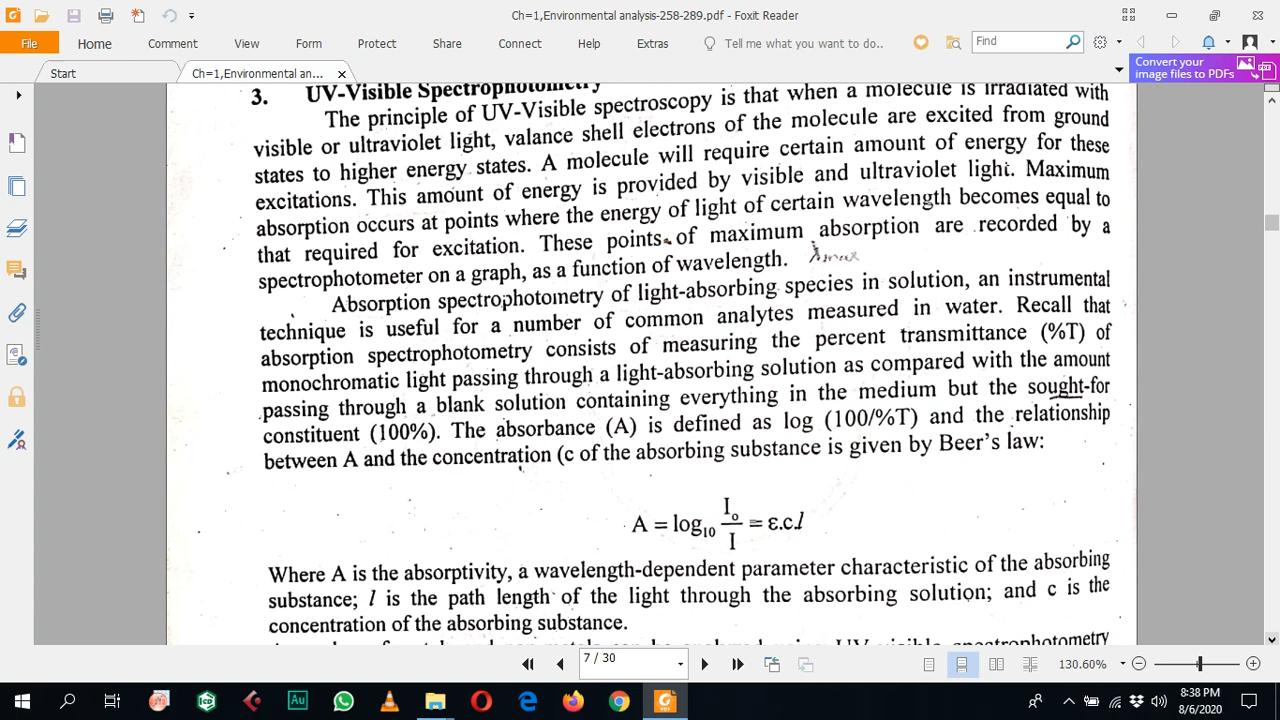 Ch=1,Environmental analysis-258-289.pdf - Foxit Reader
File
Home
Comment
View
Form
Protect
Share
Connect
Help
Extras
Tell me what you want to do..
Find
Start
Ch=1,Environmental an...
Convert your
image files to PDFs
3. UV-Visible Spectrophotometry
The principle of UV-Visible spectroscopy is that when a molecule is irradiated with
visible or ultraviolet light, valance shell electrons of the molecule are excited from ground
states to higher energy states. A molecule will require certain amount of energy for these
excitations. This amount of energy is provided by visible and ultraviolet light. Maximum
absorption occurs at points where the energy of light of certain wavelength becomes equal to
that required for excitation. These points of maximum absorption are recorded by a
spectrophotometer on a graph, as a function of wavelength. λmax
Absorption spectrophotometry of light-absorbing species in solution, an instrumental
technique is useful for a number of common analytes measured in water. Recall that
absorption spectrophotometry consists of measuring the percent transmittance (%T) of
monochromatic light passing through a light-absorbing solution as compared with the amount
passing through a blank solution containing everything in the medium but the sought-for
constituent (100%). The absorbance (A) is defined as log (100/%T) and the relationship
between A and the concentration (c of the absorbing substance is given by Beer's law:
A = log₁₀ I₀/I = ε.c.l
Where A is the absorptivity, a wavelength-dependent parameter characteristic of the absorbing
substance; l is the path length of the light through the absorbing solution; and c is the
concentration of the absorbing substance.
UV-visible spectrophotometry
7 / 30
130.60%
Au
8:38 PM
8/6/2020